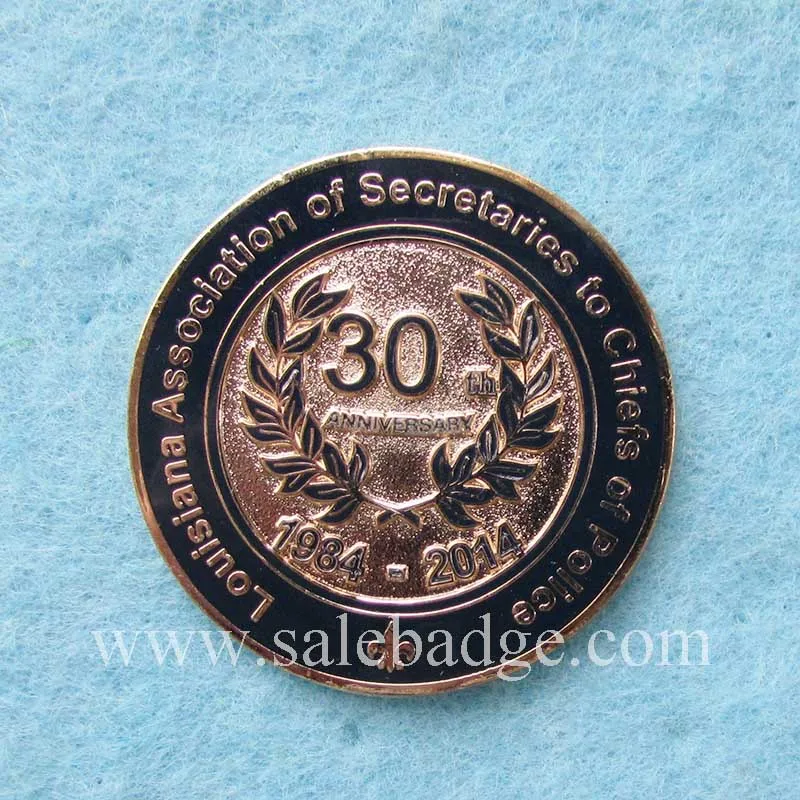 Louisiana Association of Secretaries to Chiefs of Police
30th
ANNIVERSARY
1984 - 2014
www.salebadge.com